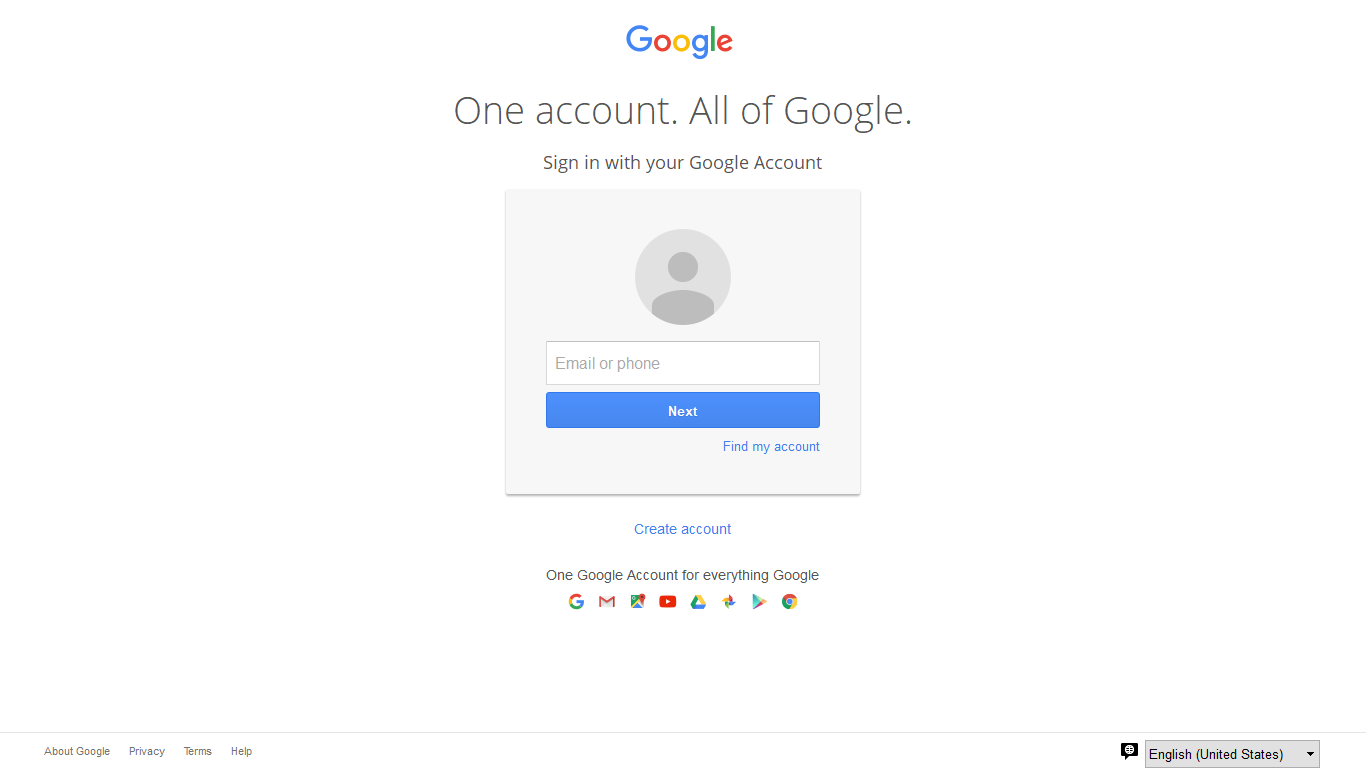 Google
One account. All of Google.
Sign in with your Google Account
Email or phone
Next
Find my account
Create account
One Google Account for everything Google
About Google Privacy Terms Help
English (United States)